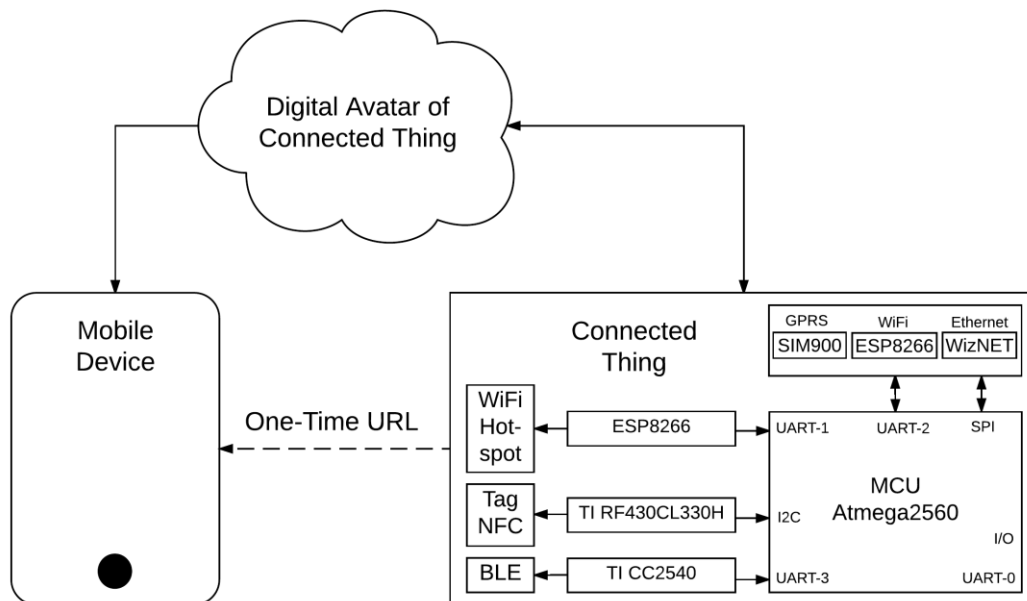 Digital Avatar of
Connected Thing
Mobile
Device
One-Time URL
Connected
Thing
GPRS
WiFi
Ethernet
SIM900
ESP8266
WizNET
WiFi
Hot-
spot
ESP8266
UART-1
UART-2
SPI
MCU
Atmega2560
Tag
NFC
TI RF430CL330H
I2C
I/O
BLE
TI CC2540
UART-3
UART-0